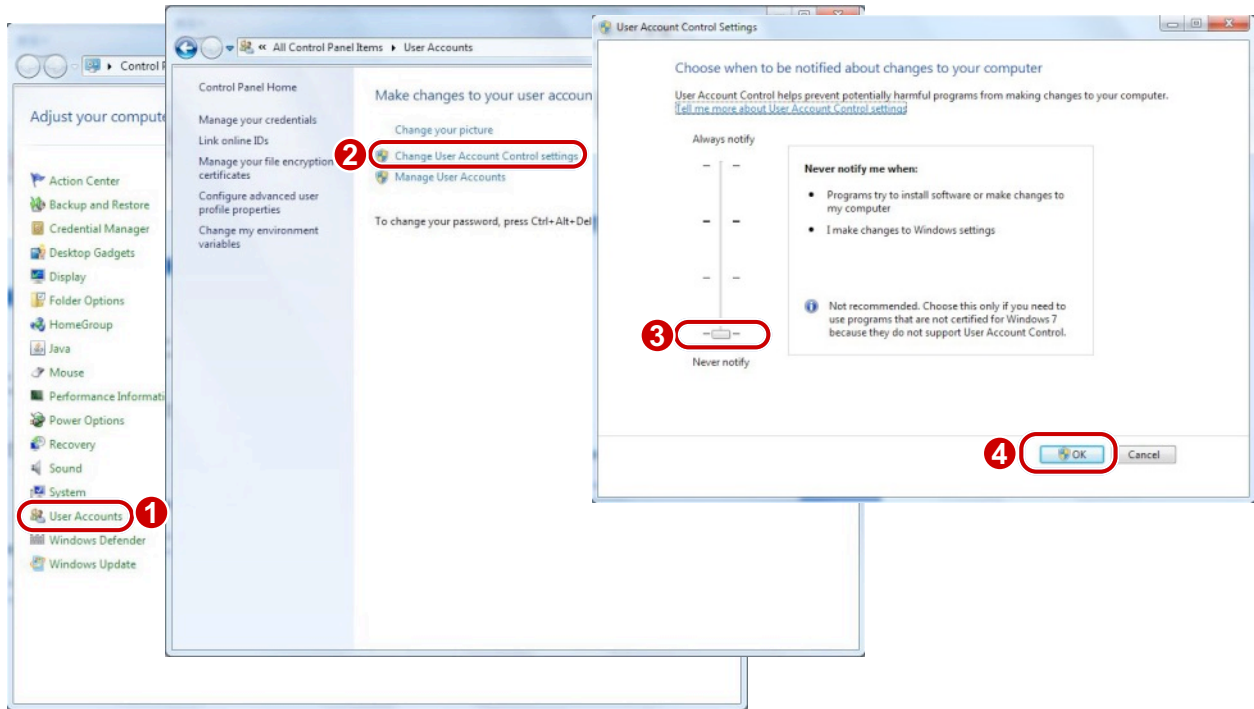 Control P
Adjust your compute
Action Center
Backup and Restore
Credential Manager
Desktop Gadgets
Display
Folder Options
HomeGroup
Java
Mouse
Performance Informati
Power Options
Recovery
Sound
System
User Accounts
1
Windows Defender
Windows Update
« All Control Panel Items ▸ User Accounts
Control Panel Home
Manage your credentials
Link online IDs
Manage your file encryption
certificates
Configure advanced user
profile properties
Change my environment
variables
Make changes to your user accoun
Change your picture
2
Change User Account Control settings
Manage User Accounts
To change your password, press Ctrl+Alt+Del
User Account Control Settings
Choose when to be notified about changes to your computer
User Account Control helps prevent potentially harmful programs from making changes to your computer.
Tell me more about User Account Control settings
Always notify
Never notify me when:
• Programs try to install software or make changes to
my computer
• I make changes to Windows settings
Not recommended. Choose this only if you need to
use programs that are not certified for Windows 7
because they do not support User Account Control.
3
Never notify
4
OK
Cancel